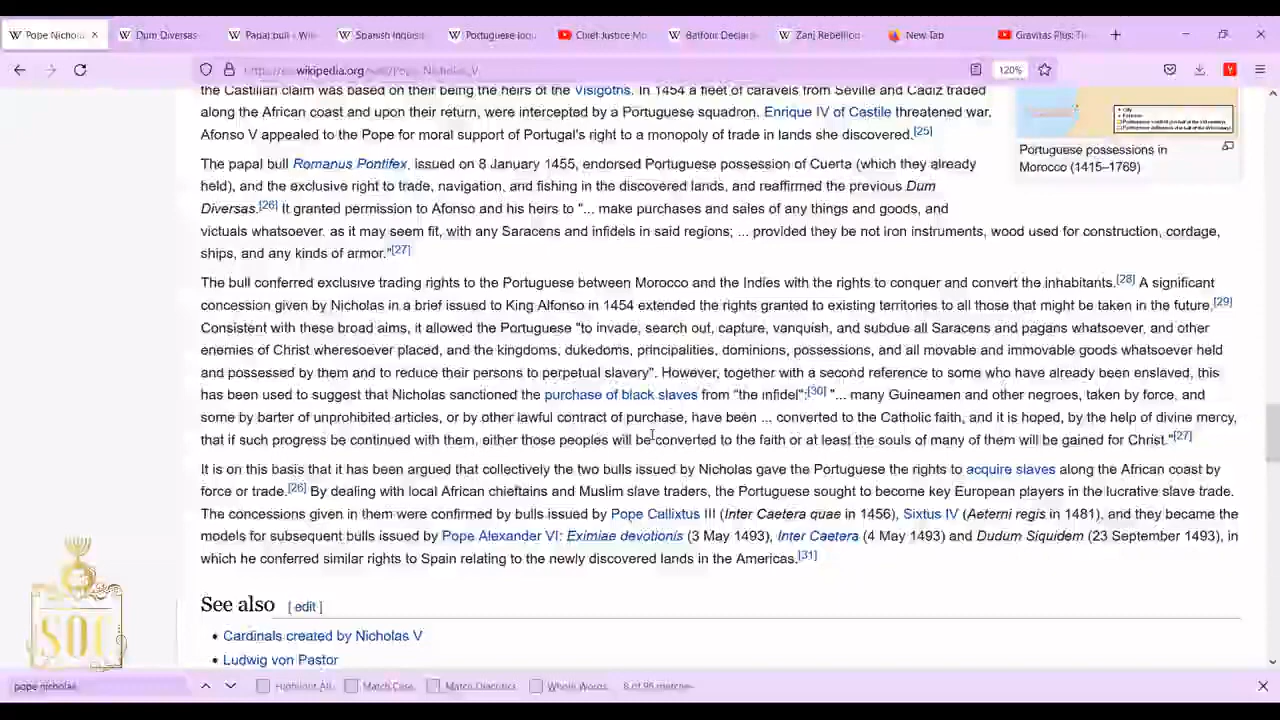 Pope Nichol
Dum Diversas
Papal bull - Wik
Spanish Inquisi
Portuguese Inqu
Chief Justice Mo
Balfour Declara
Zanj Rebellion
New Tab
Gravitas Plus: Th
wikipedia.org
120%
the Castilian claim was based on their being the heirs of the Visigoths. In 1454 a fleet of caravels from Seville and Cadiz traded
along the African coast and upon their return, were intercepted by a Portuguese squadron. Enrique IV of Castile threatened war.
Afonso V appealed to the Pope for moral support of Portugal's right to a monopoly of trade in lands she discovered.[25]
Portuguese possessions in
Morocco (1415–1769)
The papal bull Romanus Pontifex, issued on 8 January 1455, endorsed Portuguese possession of Cuerta (which they already
held), and the exclusive right to trade, navigation, and fishing in the discovered lands, and reaffirmed the previous Dum
Diversas.[26] It granted permission to Afonso and his heirs to "... make purchases and sales of any things and goods, and
victuals whatsoever, as it may seem fit, with any Saracens and infidels in said regions; ... provided they be not iron instruments, wood used for construction, cordage,
ships, and any kinds of armor."[27]
The bull conferred exclusive trading rights to the Portuguese between Morocco and the Indies with the rights to conquer and convert the inhabitants.[28] A significant
concession given by Nicholas in a brief issued to King Alfonso in 1454 extended the rights granted to existing territories to all those that might be taken in the future.[29]
Consistent with these broad aims, it allowed the Portuguese "to invade, search out, capture, vanquish, and subdue all Saracens and pagans whatsoever, and other
enemies of Christ wheresoever placed, and the kingdoms, dukedoms, principalities, dominions, possessions, and all movable and immovable goods whatsoever held
and possessed by them and to reduce their persons to perpetual slavery". However, together with a second reference to some who have already been enslaved, this
has been used to suggest that Nicholas sanctioned the purchase of black slaves from "the infidel":[30] "... many Guineamen and other negroes, taken by force, and
some by barter of unprohibited articles, or by other lawful contract of purchase, have been ... converted to the Catholic faith, and it is hoped, by the help of divine mercy,
that if such progress be continued with them, either those peoples will be converted to the faith or at least the souls of many of them will be gained for Christ."[27]
It is on this basis that it has been argued that collectively the two bulls issued by Nicholas gave the Portuguese the rights to acquire slaves along the African coast by
force or trade.[26] By dealing with local African chieftains and Muslim slave traders, the Portuguese sought to become key European players in the lucrative slave trade.
The concessions given in them were confirmed by bulls issued by Pope Callixtus III (Inter Caetera quae in 1456), Sixtus IV (Aeterni regis in 1481), and they became the
models for subsequent bulls issued by Pope Alexander VI: Eximiae devotionis (3 May 1493), Inter Caetera (4 May 1493) and Dudum Siquidem (23 September 1493), in
which he conferred similar rights to Spain relating to the newly discovered lands in the Americas.[31]
See also [ edit ]
• Cardinals created by Nicholas V
• Ludwig von Pastor
SOC
pope nicholas
Highlight All
Match Case
Match Diacritics
Whole Words
8 of 95 matches